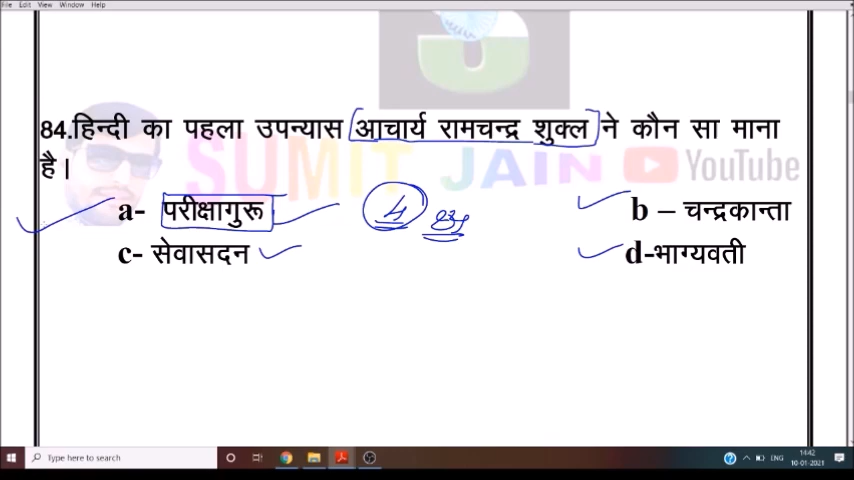 File Edit View Window Help
84.हिन्दी का पहला उपन्यास आचार्य रामचन्द्र शुक्ल ने कौन सा माना
है।
SUMIT JAIN YouTube
a- परीक्षागुरू b – चन्द्रकान्ता
c- सेवासदन d-भाग्यवती
Type here to search
ENG
14:42
10-01-2021